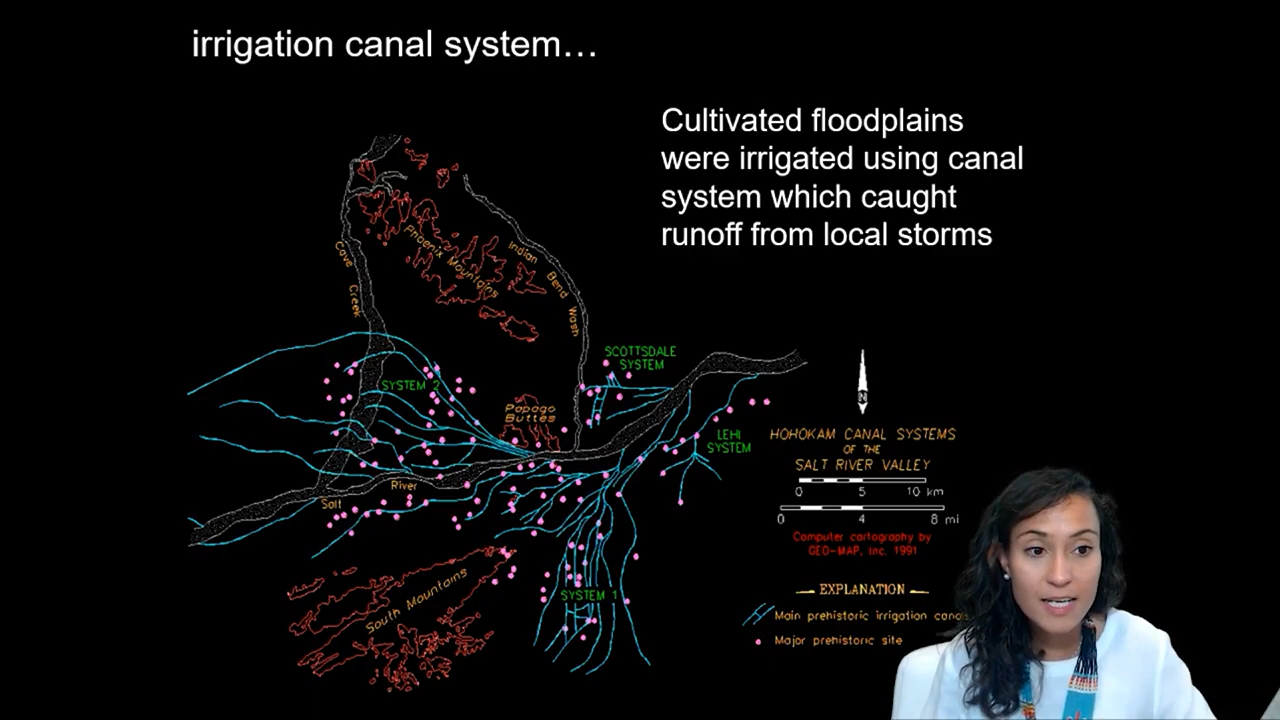 irrigation canal system…
Cultivated floodplains
were irrigated using canal
system which caught
runoff from local storms
Phoenix Mountains
Indian Bend Wash
Cave Creek
SCOTTSDALE
SYSTEM
SYSTEM 2
Papago
Buttes
LEHI
SYSTEM
N
HOHOKAM CANAL SYSTEMS
OF THE
SALT RIVER VALLEY
0 5 10 km
0 4 8 mi
Salt River
Computer cartography by
GEO-MAP, Inc. 1991
South Mountains
SYSTEM 1
EXPLANATION
Main prehistoric irrigation
Major prehistoric site